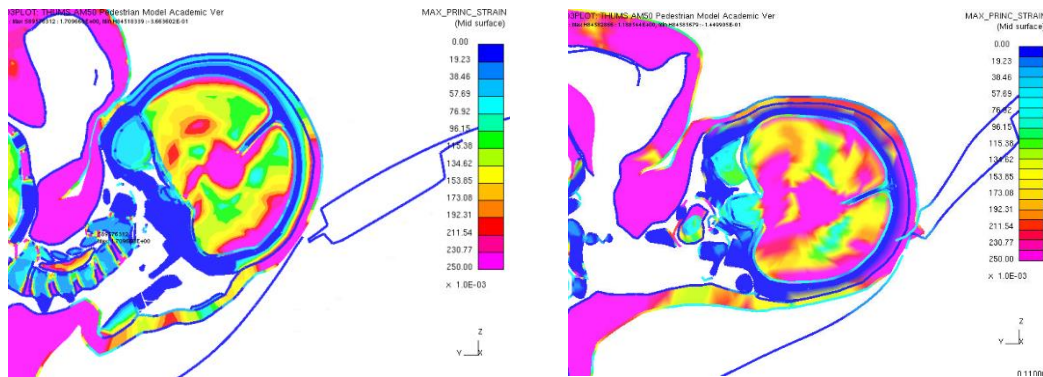 D3PLOT: THUMS AM50 Pedestrian Model Academic Ver
MAX_PRINC_STRAIN
(Mid surface)
0.00
19.23
38.46
57.69
76.92
96.15
115.38
134.62
153.85
173.08
192.31
211.54
230.77
250.00
× 1.0E-03
Z
Y X
03PLOT: THUMS AM50 Pedestrian Model Academic Ver
MAX_PRINC_STRAIN
(Mid surface)
0.00
19.23
38.46
57.69
76.92
96.15
115.38
134.62
153.85
173.08
192.31
211.54
230.77
250.00
× 1.0E-03
Z
Y X